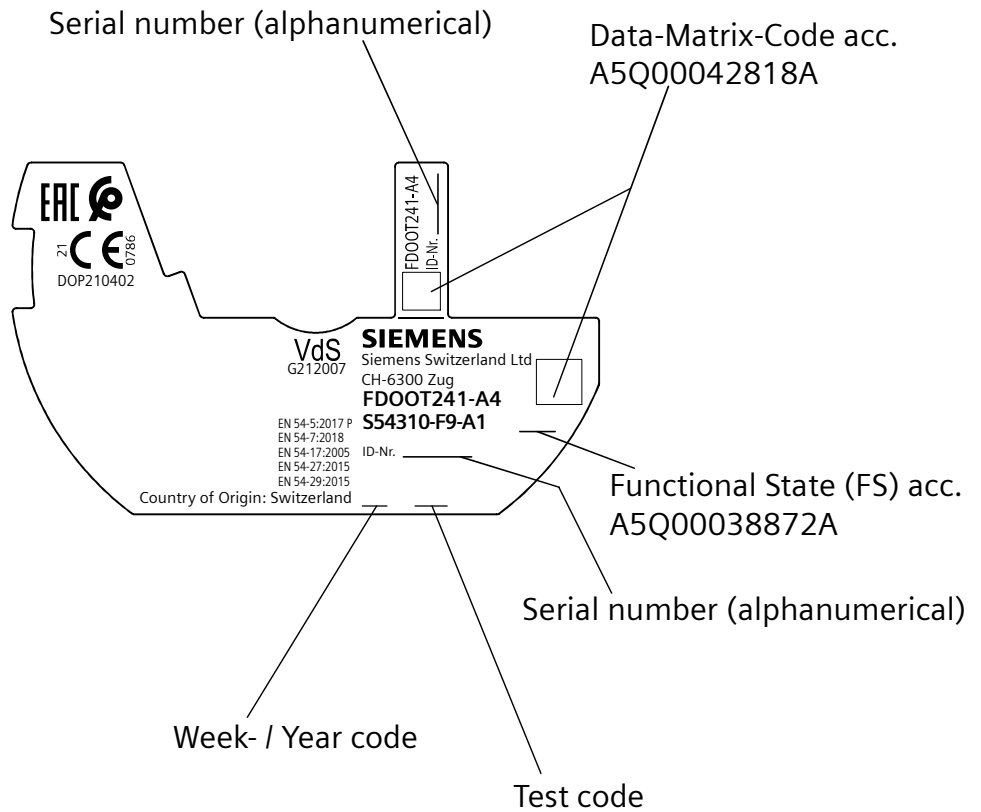 Serial number (alphanumerical)
Data-Matrix-Code acc.
A5Q00042818A
EAC
21
CE
0786
DOP210402
FDOOT241-A4
ID-Nr.
VdS
G212007
SIEMENS
Siemens Switzerland Ltd
CH-6300 Zug
FDOOT241-A4
S54310-F9-A1
EN 54-5:2017 P
EN 54-7:2018
EN 54-17:2005
EN 54-27:2015
EN 54-29:2015
ID-Nr.
Country of Origin: Switzerland
Functional State (FS) acc.
A5Q00038872A
Serial number (alphanumerical)
Week- / Year code
Test code